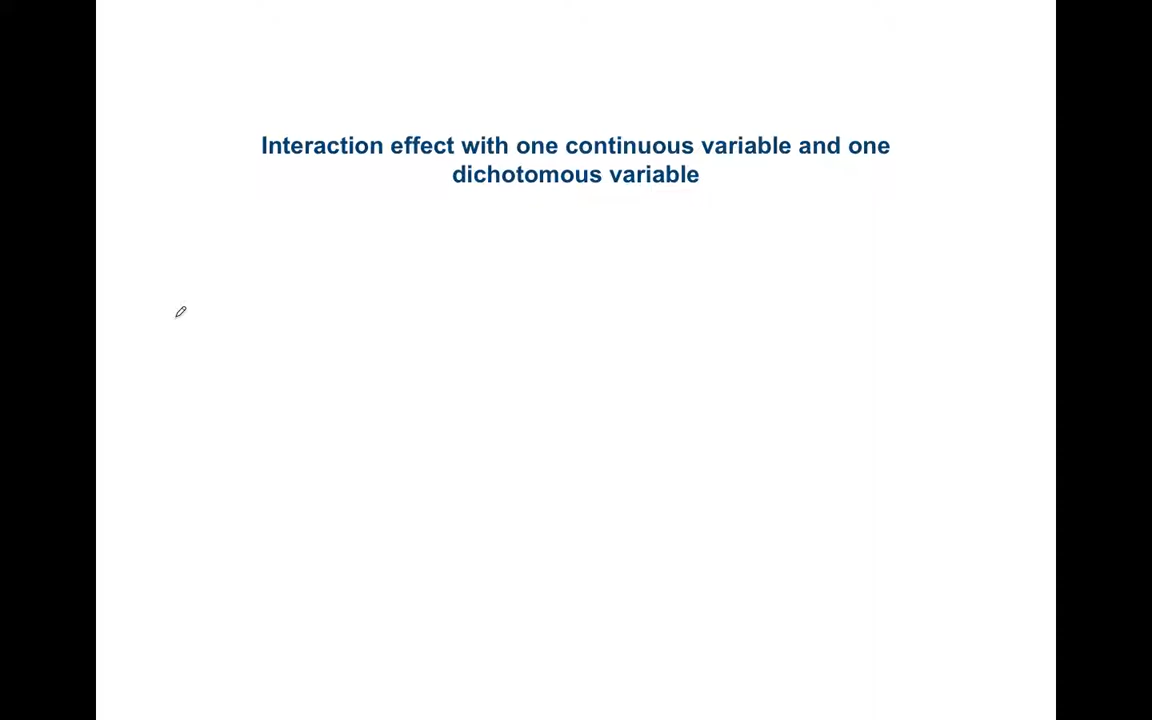 Interaction effect with one continuous variable and one
dichotomous variable